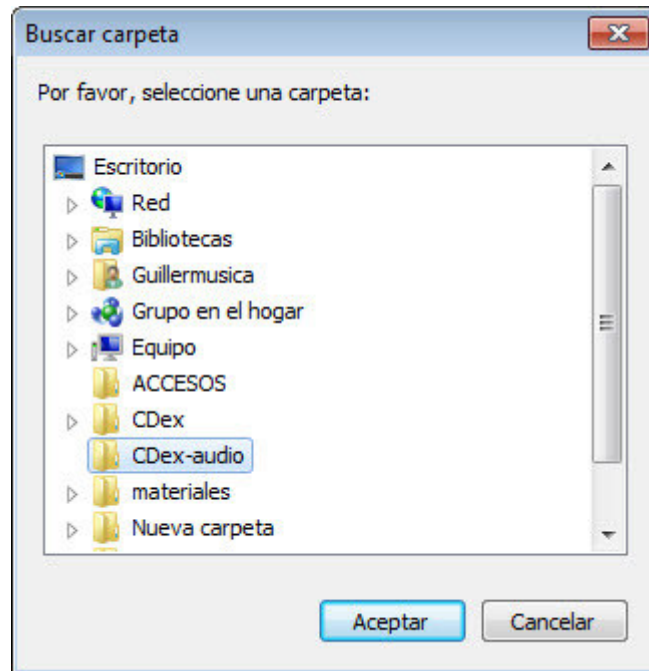 Buscar carpeta
Por favor, seleccione una carpeta:
Escritorio
Red
Bibliotecas
Guillermusica
Grupo en el hogar
Equipo
ACCESOS
CDex
CDex-audio
materiales
Nueva carpeta
Aceptar
Cancelar